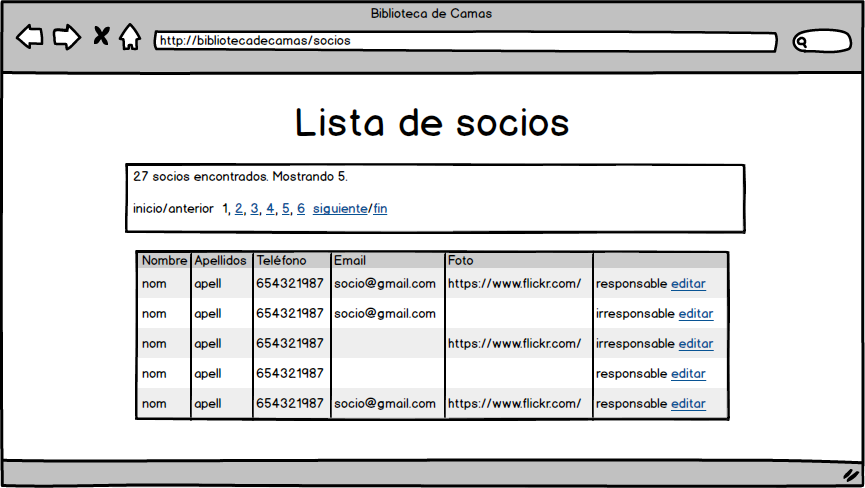 Biblioteca de Camas
http://bibliotecadecamas/socios
Lista de socios
27 socios encontrados. Mostrando 5.
inicio/anterior 1, 2, 3, 4, 5, 6 siguiente/fin
Nombre Apellidos Teléfono Email Foto
nom apell 654321987 socio@gmail.com https://www.flickr.com/ responsable editar
nom apell 654321987 socio@gmail.com irresponsable editar
nom apell 654321987 https://www.flickr.com/ irresponsable editar
nom apell 654321987 responsable editar
nom apell 654321987 socio@gmail.com https://www.flickr.com/ responsable editar